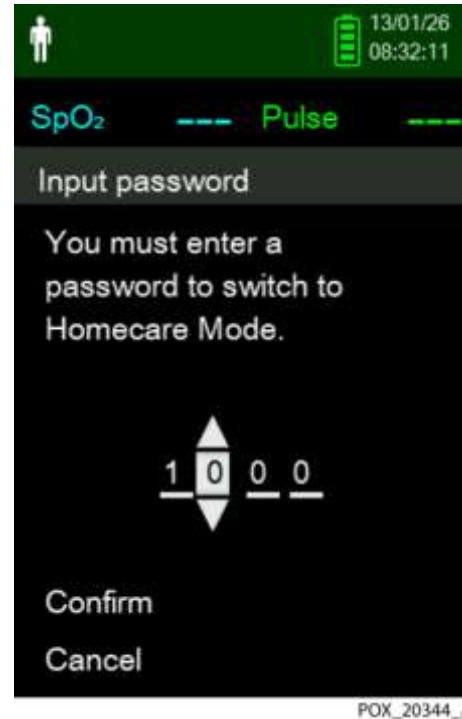 13/01/26
08:32:11
SpO₂ --- Pulse ---
Input password
You must enter a
password to switch to
Homecare Mode.
1 0 0 0
Confirm
Cancel
POX_20344_